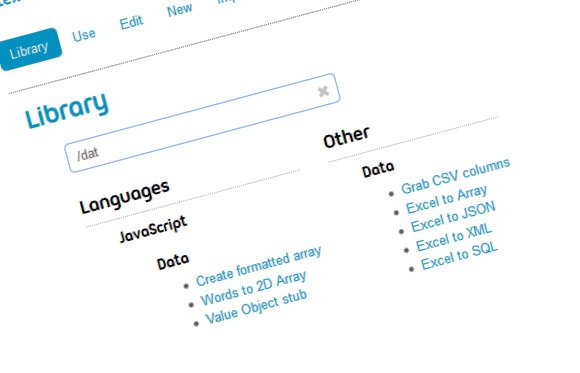 Library
Use
Edit
New
Library
/dat
Languages
JavaScript
Data
Create formatted array
Words to 2D Array
Value Object stub
Other
Data
Grab CSV columns
Excel to Array
Excel to JSON
Excel to XML
Excel to SQL